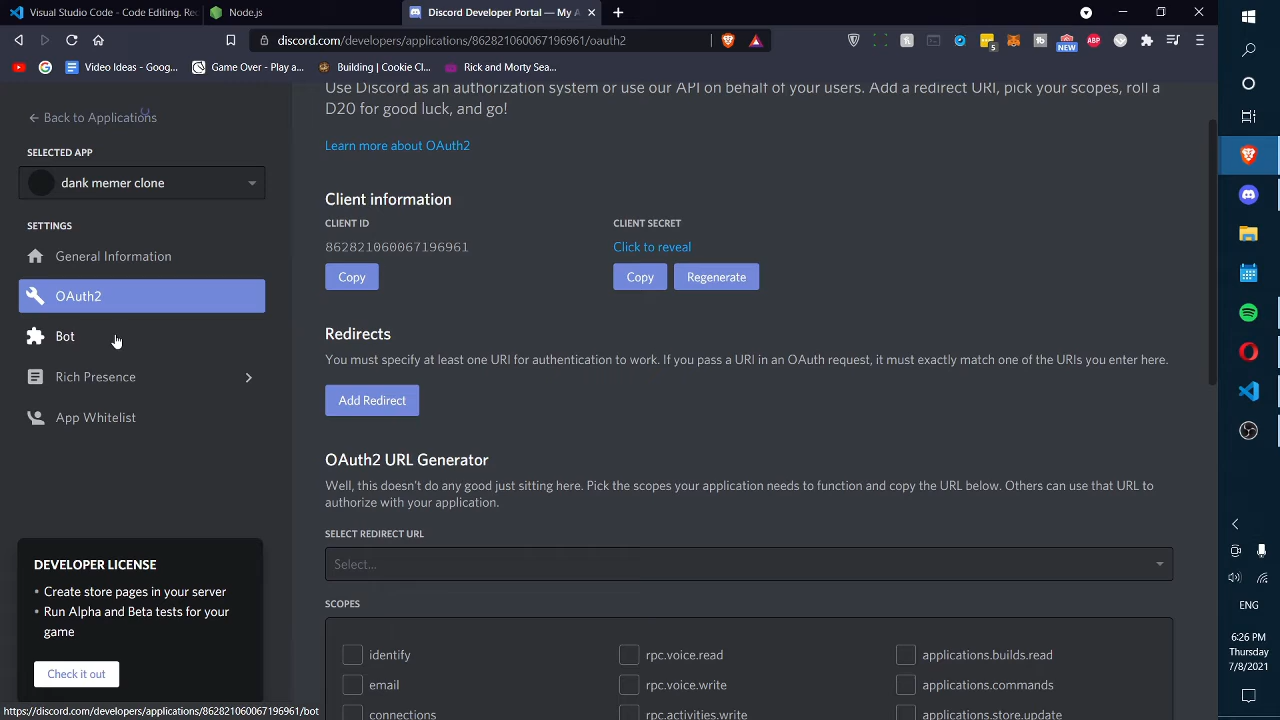 Visual Studio Code - Code Editing. Rec
Node.js
Discord Developer Portal — My A
discord.com/developers/applications/862821060067196961/oauth2
Video Ideas - Goog...
Game Over - Play a...
Building | Cookie Cl...
Rick and Morty Sea...
5
NEW
ABP
Back to Applications
SELECTED APP
dank memer clone
SETTINGS
General Information
OAuth2
Bot
Rich Presence
App Whitelist
DEVELOPER LICENSE
• Create store pages in your server
• Run Alpha and Beta tests for your
game
Check it out
https://discord.com/developers/applications/862821060067196961/bot
Use Discord as an authorization system or use our API on behalf of your users. Add a redirect URI, pick your scopes, roll a
D20 for good luck, and go!
Learn more about OAuth2
Client information
CLIENT ID
862821060067196961
Copy
CLIENT SECRET
Click to reveal
Copy
Regenerate
Redirects
You must specify at least one URI for authentication to work. If you pass a URI in an OAuth request, it must exactly match one of the URIs you enter here.
Add Redirect
OAuth2 URL Generator
Well, this doesn't do any good just sitting here. Pick the scopes your application needs to function and copy the URL below. Others can use that URL to
authorize with your application.
SELECT REDIRECT URL
Select...
SCOPES
identify
rpc.voice.read
applications.builds.read
email
rpc.voice.write
applications.commands
connections
rpc.activities.write
applications.store.update
ENG
6:26 PM
Thursday
7/8/2021